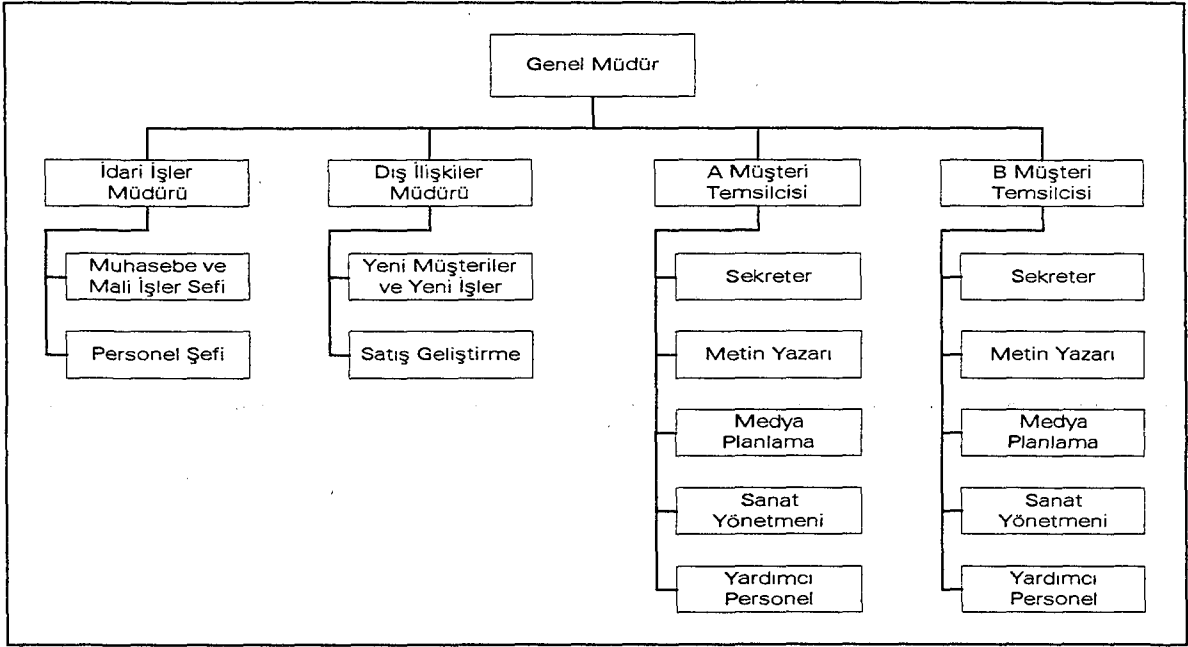 Genel Müdür
İdari İşler
Müdürü
Dış İlişkiler
Müdürü
A Müşteri
Temsilcisi
B Müşteri
Temsilcisi
Muhasebe ve
Mali İşler Sefi
Personel Şefi
Yeni Müşteriler
ve Yeni İşler
Satış Geliştirme
Sekreter
Metin Yazarı
Medya
Planlama
Sanat
Yönetmeni
Yardımcı
Personel
Sekreter
Metin Yazarı
Medya
Planlama
Sanat
Yönetmeni
Yardımcı
Personel